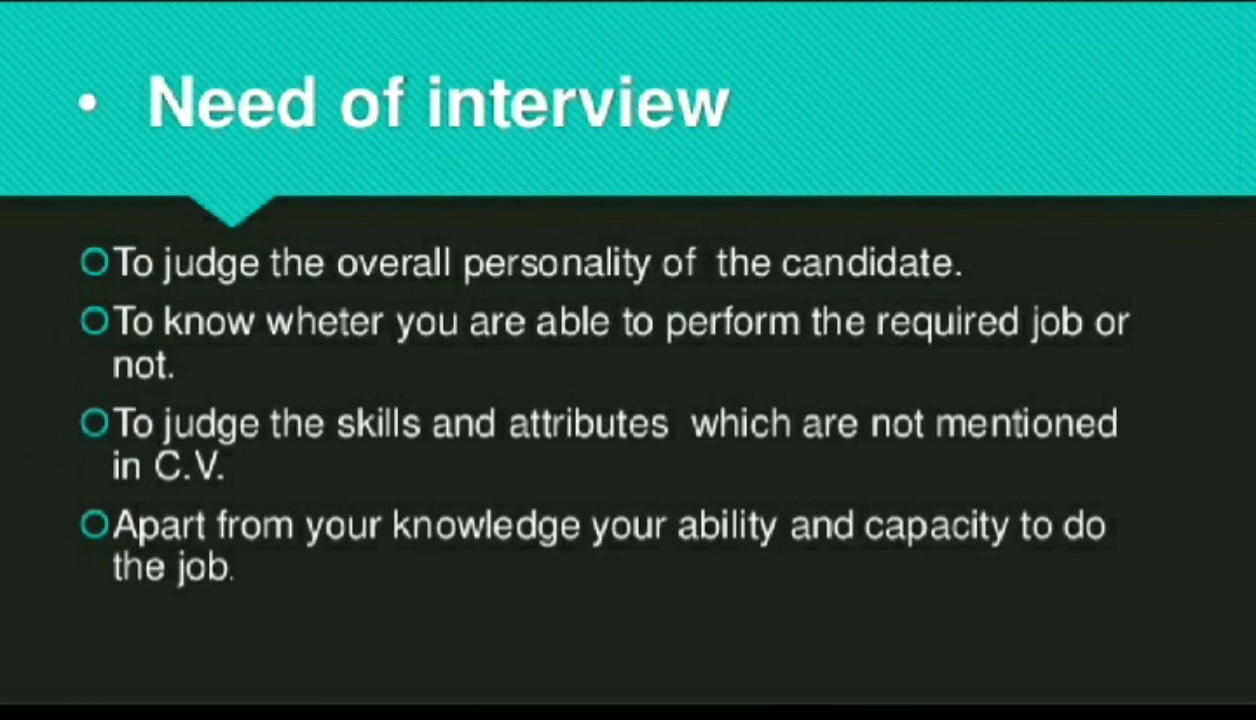 • Need of interview
To judge the overall personality of the candidate.
To know wheter you are able to perform the required job or
not.
To judge the skills and attributes which are not mentioned
in C.V.
Apart from your knowledge your ability and capacity to do
the job.